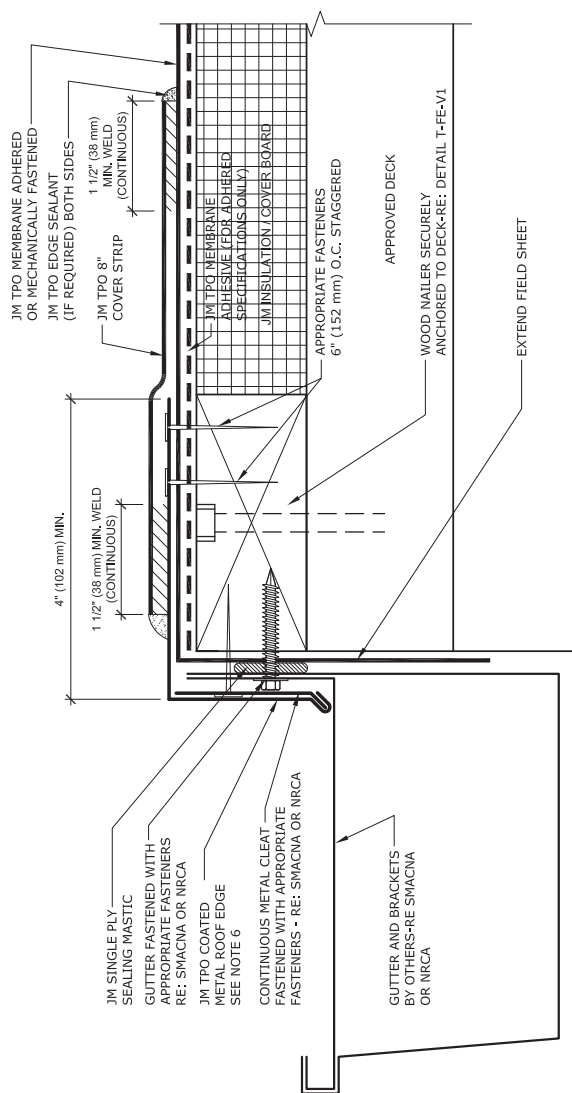 JM TPO MEMBRANE ADHERED
OR MECHANICALLY FASTENED
JM TPO EDGE SEALANT
(IF REQUIRED) BOTH SIDES
1 1/2" (38 mm)
MIN. WELD
(CONTINUOUS)
JM TPO 8"
COVER STRIP
4" (102 mm) MIN.
1 1/2" (38 mm) MIN. WELD
(CONTINUOUS)
JM TPO MEMBRANE
ADHESIVE (FOR ADHERED
SPECIFICATIONS ONLY)
JM INSULATION / COVER BOARD
APPROPRIATE FASTENERS
6" (152 mm) O.C. STAGGERED
APPROVED DECK
WOOD NAILER SECURELY
ANCHORED TO DECK-RE: DETAIL T-FE-V1
EXTEND FIELD SHEET
JM SINGLE PLY
SEALING MASTIC
GUTTER FASTENED WITH
APPROPRIATE FASTENERS
RE: SMACNA OR NRCA
JM TPO COATED
METAL ROOF EDGE
SEE NOTE 6
CONTINUOUS METAL CLEAT
FASTENED WITH APPROPRIATE
FASTENERS - RE: SMACNA OR NRCA
GUTTER AND BRACKETS
BY OTHERS-RE SMACNA
OR NRCA